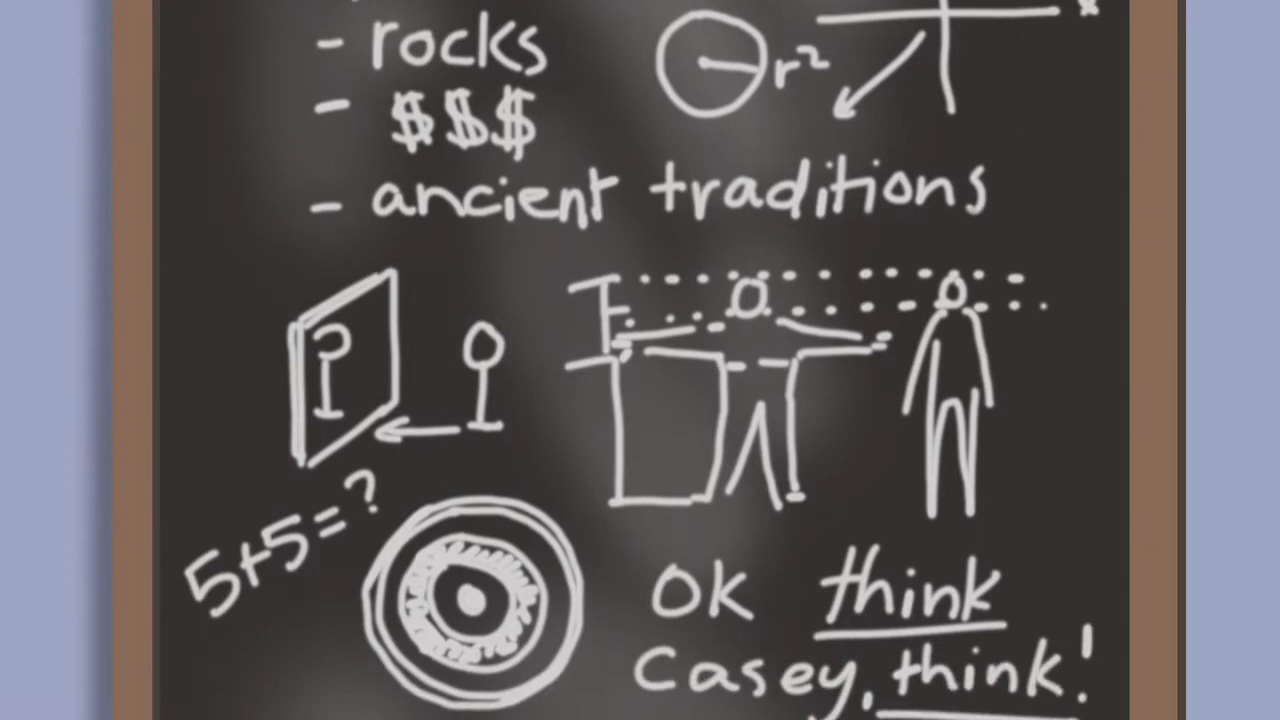 - rocks
r²
x
- $$$
- ancient traditions
5+5=?
OK think
Casey, think!